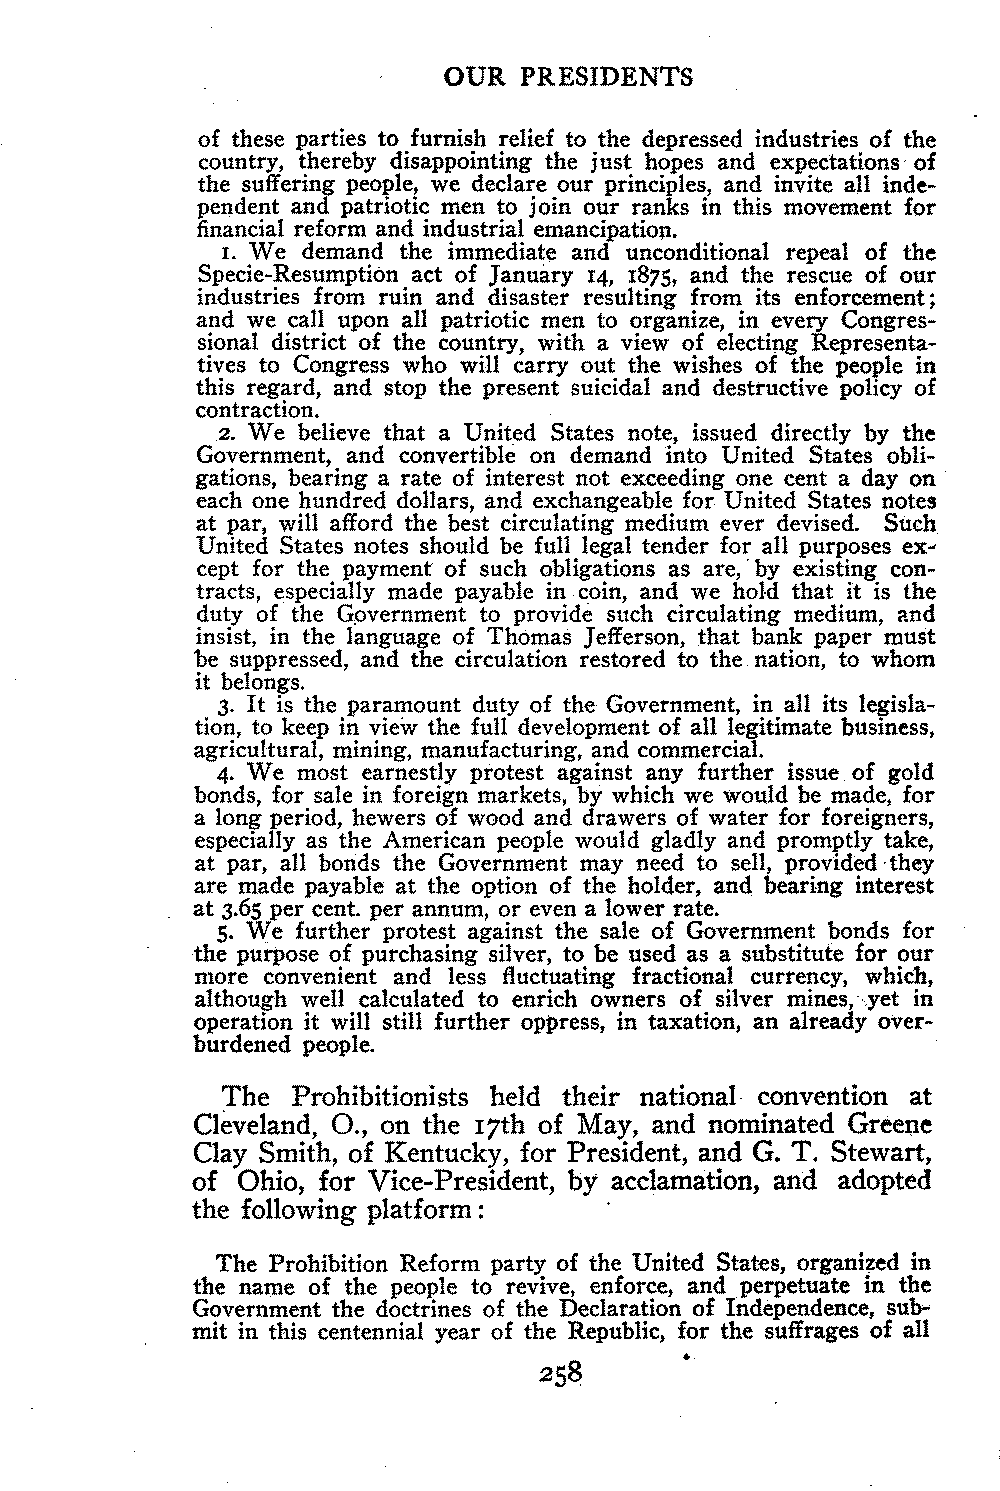 OUR PRESIDENTS
of these parties to furnish relief to the depressed industries of the
country, thereby disappointing the just hopes and expectations of
the suffering people, we declare our principles, and invite all inde-
pendent and patriotic men to join our ranks in this movement for
financial reform and industrial emancipation.
1. We demand the immediate and unconditional repeal of the
Specie-Resumption act of January 14, 1875, and the rescue of our
industries from ruin and disaster resulting from its enforcement;
and we call upon all patriotic men to organize, in every Congres-
sional district of the country, with a view of electing Representa-
tives to Congress who will carry out the wishes of the people in
this regard, and stop the present suicidal and destructive policy of
contraction.
2. We believe that a United States note, issued directly by the
Government, and convertible on demand into United States obli-
gations, bearing a rate of interest not exceeding one cent a day on
each one hundred dollars, and exchangeable for United States notes
at par, will afford the best circulating medium ever devised. Such
United States notes should be full legal tender for all purposes ex-
cept for the payment of such obligations as are, by existing con-
tracts, especially made payable in coin, and we hold that it is the
duty of the Government to provide such circulating medium, and
insist, in the language of Thomas Jefferson, that bank paper must
be suppressed, and the circulation restored to the nation, to whom
it belongs.
3. It is the paramount duty of the Government, in all its legisla-
tion, to keep in view the full development of all legitimate business,
agricultural, mining, manufacturing, and commercial.
4. We most earnestly protest against any further issue of gold
bonds, for sale in foreign markets, by which we would be made, for
a long period, hewers of wood and drawers of water for foreigners,
especially as the American people would gladly and promptly take,
at par, all bonds the Government may need to sell, provided they
are made payable at the option of the holder, and bearing interest
at 3.65 per cent. per annum, or even a lower rate.
5. We further protest against the sale of Government bonds for
the purpose of purchasing silver, to be used as a substitute for our
more convenient and less fluctuating fractional currency, which,
although well calculated to enrich owners of silver mines, yet in
operation it will still further oppress, in taxation, an already over-
burdened people.
The Prohibitionists held their national convention at
Cleveland, O., on the 17th of May, and nominated Greene
Clay Smith, of Kentucky, for President, and G. T. Stewart,
of Ohio, for Vice-President, by acclamation, and adopted
the following platform:
The Prohibition Reform party of the United States, organized in
the name of the people to revive, enforce, and perpetuate in the
Government the doctrines of the Declaration of Independence, sub-
mit in this centennial year of the Republic, for the suffrages of all
258